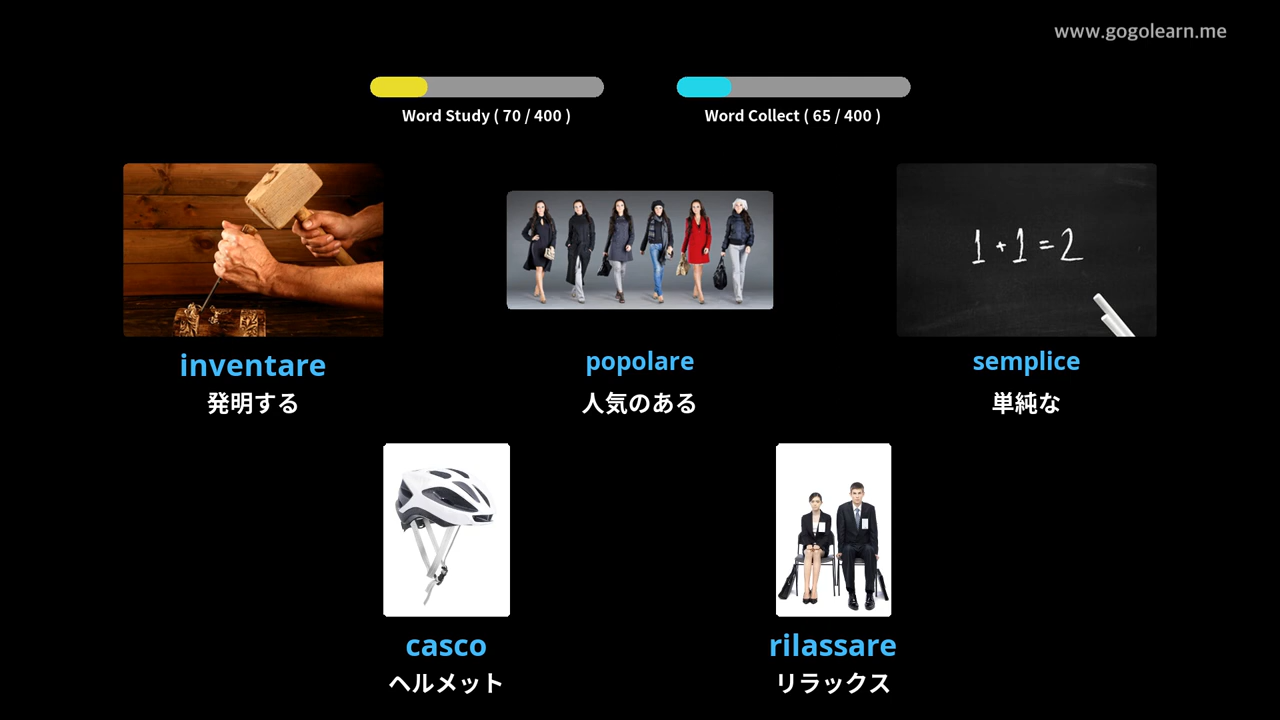 www.gogolearn.me
Word Study ( 70 / 400 )
Word Collect ( 65 / 400 )
1 + 1 = 2
inventare
発明する
popolare
人気のある
semplice
単純な
casco
ヘルメット
rilassare
リラックス